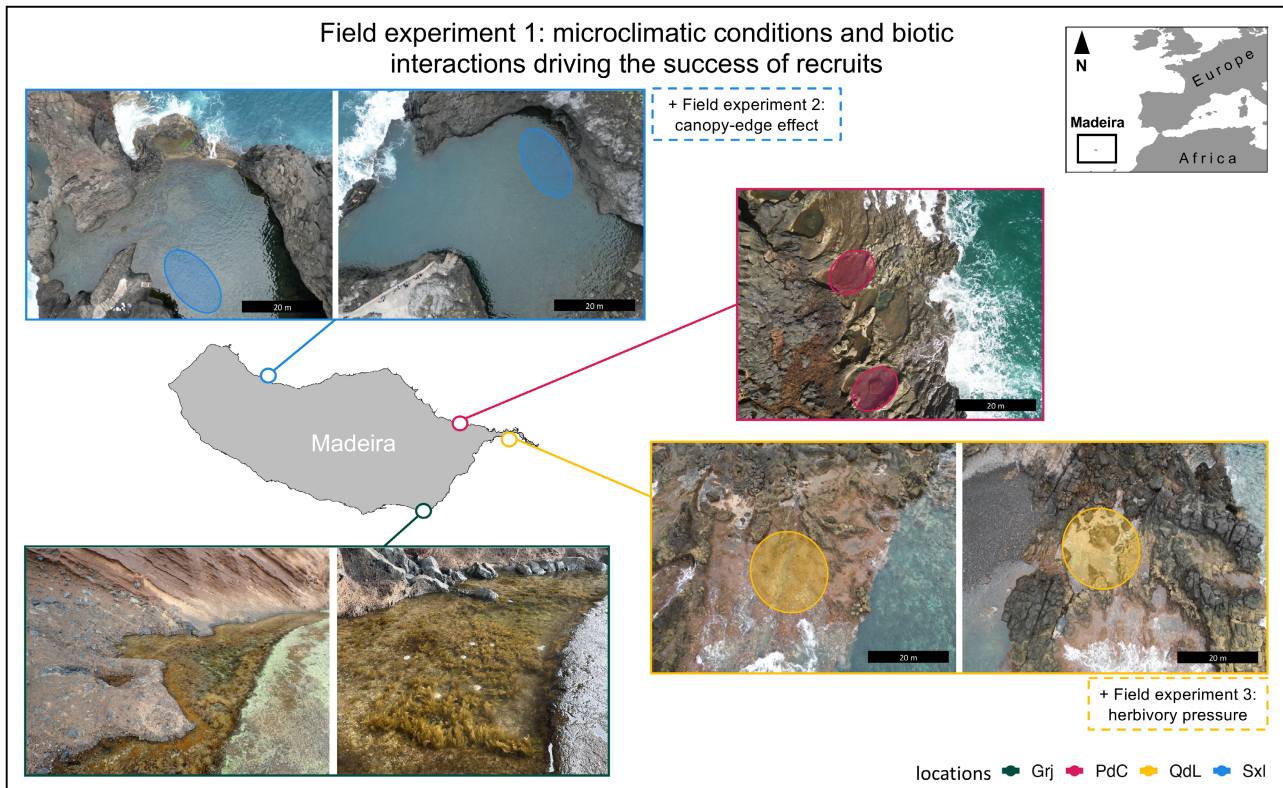 Field experiment 1: microclimatic conditions and biotic
interactions driving the success of recruits
+ Field experiment 2:
canopy-edge effect
N
Europe
Madeira
Africa
20 m
20 m
20 m
Madeira
20 m
20 m
+ Field experiment 3:
herbivory pressure
locations Grj PdC QdL Sxl